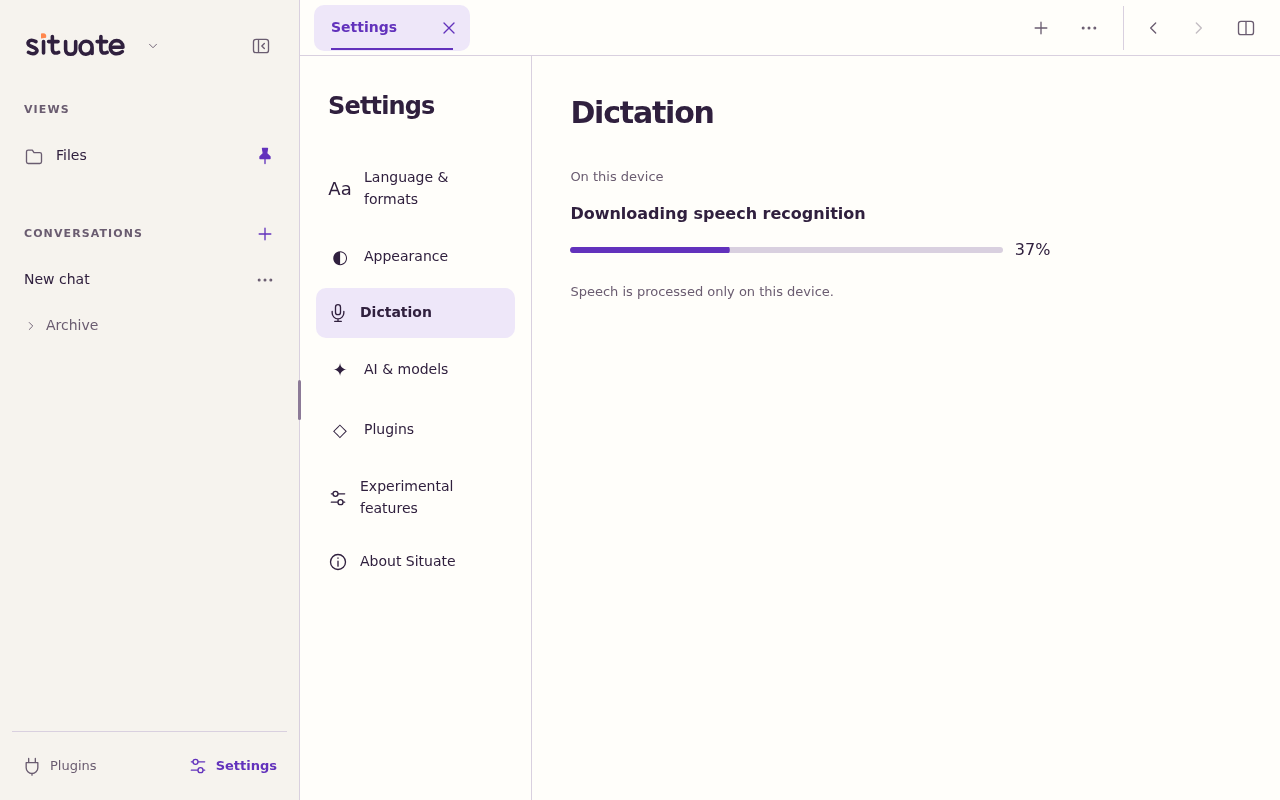 situate
VIEWS
Files
CONVERSATIONS
New chat
Archive
Plugins
Settings
Settings
Settings
Aa
Language &
formats
Appearance
Dictation
AI & models
Plugins
Experimental
features
About Situate
Dictation
On this device
Downloading speech recognition
37%
Speech is processed only on this device.